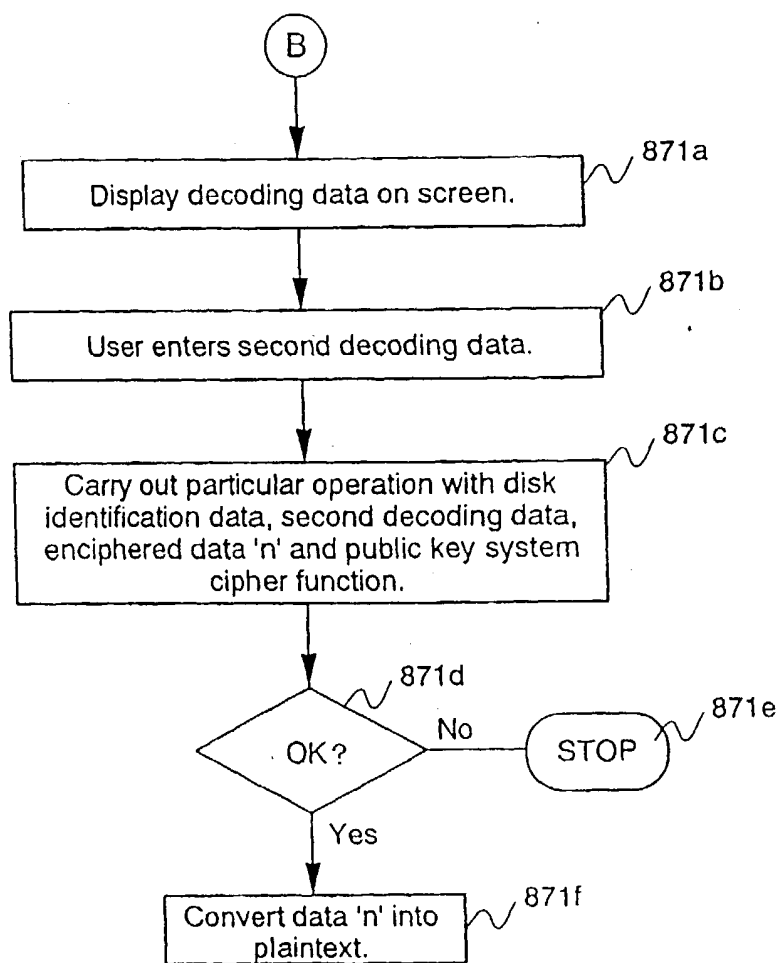 B
871a
Display decoding data on screen.
871b
User enters second decoding data.
871c
Carry out particular operation with disk
identification data, second decoding data,
enciphered data 'n' and public key system
cipher function.
871d
OK?
No
STOP
871e
Yes
871f
Convert data 'n' into
plaintext.